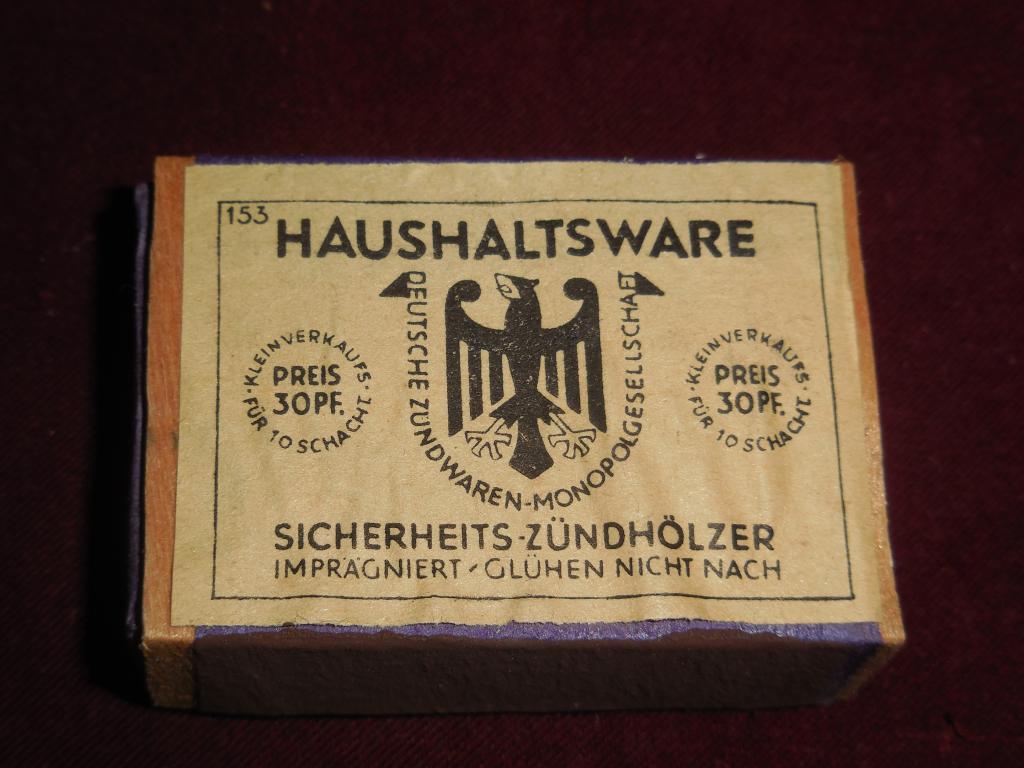 153
HAUSHALTSWARE
DEUTSCHE ZÜNDWAREN-MONOPOLGESELLSCHAFT
·KLEINVERKAUFS·
PREIS
30PF.
FÜR 10 SCHACHT.
·KLEINVERKAUFS·
PREIS
30PF.
FÜR 10 SCHACHT.
SICHERHEITS-ZÜNDHÖLZER
IMPRÄGNIERT-GLÜHEN NICHT NACH